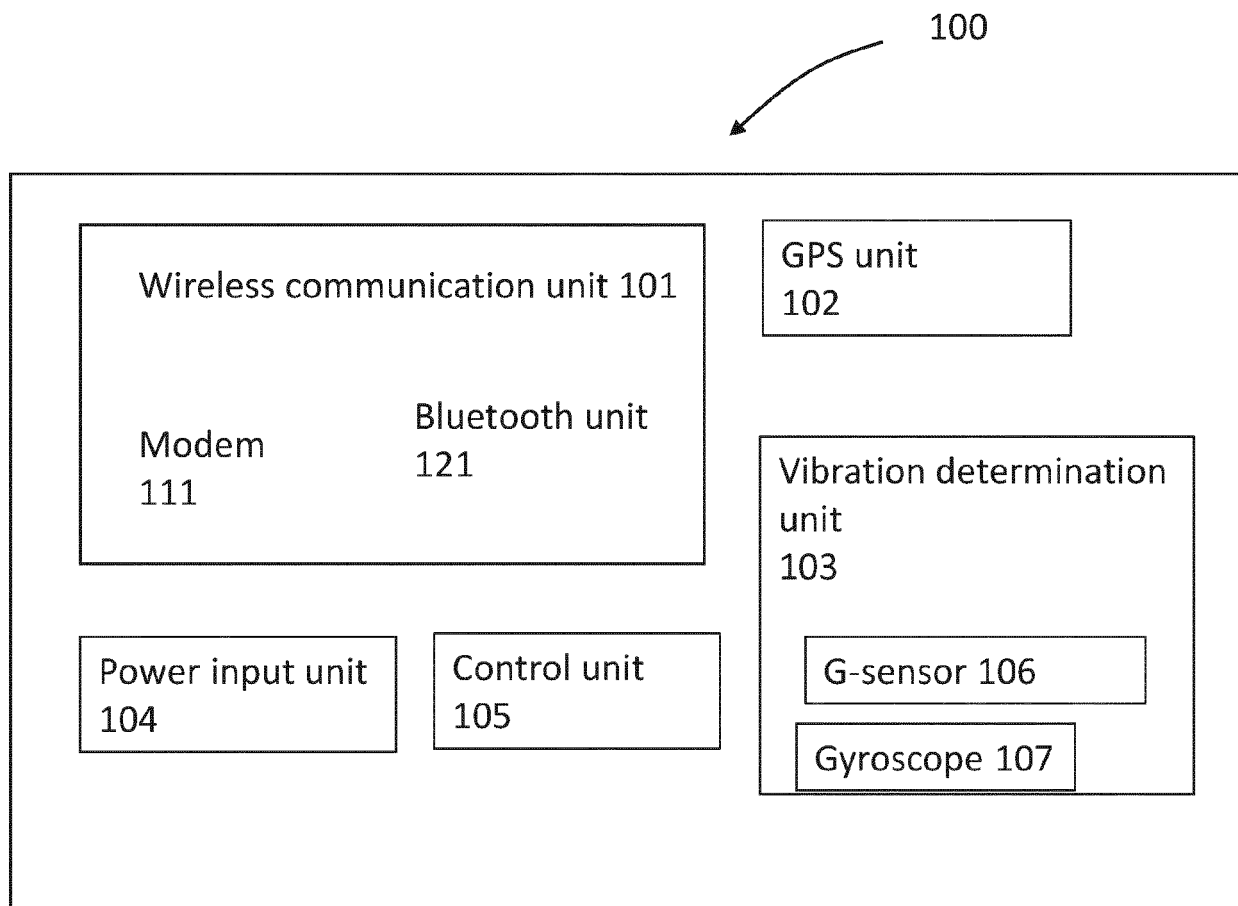 100
Wireless communication unit 101
GPS unit
102
Modem
111
Bluetooth unit
121
Vibration determination
unit
103
G-sensor 106
Gyroscope 107
Power input unit
104
Control unit
105